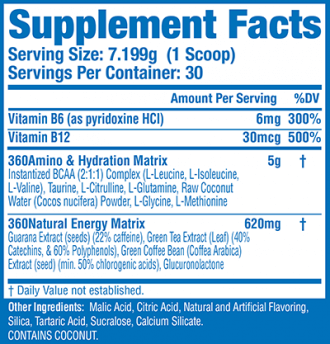 Supplement Facts
Serving Size: 7.199g (1 Scoop)
Servings Per Container: 30
Amount Per Serving %DV
Vitamin B6 (as pyridoxine HCl) 6mg 300%
Vitamin B12 30mcg 500%
360Amino & Hydration Matrix 5g †
Instantized BCAA (2:1:1) Complex (L-Leucine, L-Isoleucine,
L-Valine), Taurine, L-Citrulline, L-Glutamine, Raw Coconut
Water (Cocos nucifera) Powder, L-Glycine, L-Methionine
360Natural Energy Matrix 620mg †
Guarana Extract (seeds) (22% caffeine), Green Tea Extract (Leaf) (40%
Catechins, & 60% Polyphenols), Green Coffee Bean (Coffea Arabica)
Extract (seed) (min. 50% chlorogenic acids), Glucuronolactone
† Daily Value not established.
Other Ingredients: Malic Acid, Citric Acid, Natural and Artificial Flavoring,
Silica, Tartaric Acid, Sucralose, Calcium Silicate.
CONTAINS COCONUT.